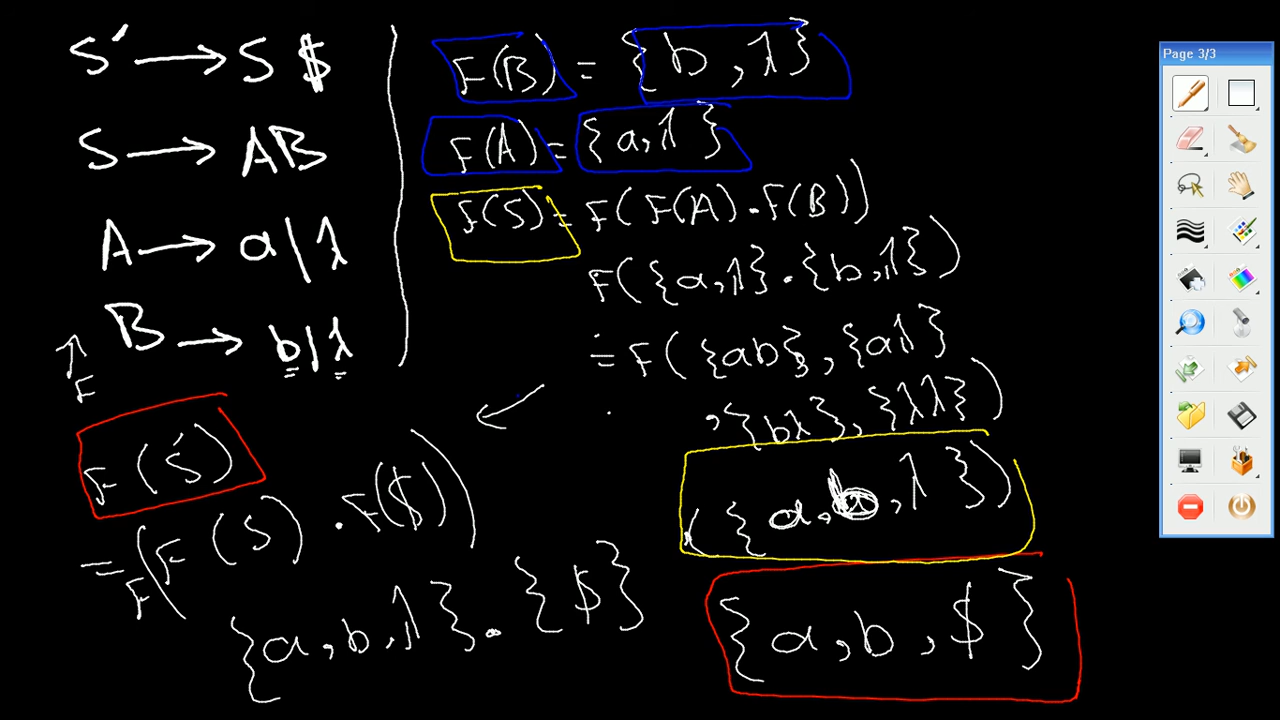 S' → S $
S → AB
A → a|λ
B → b|λ
↑
F
F(B) = {b,λ}
F(A) = {a,λ}
F(S) = F(F(A).F(B))
F({a,λ}.{b,λ})
= F({ab},{aλ}
,{bλ},{λλ})
({a,b,λ})
F(S')
= F(F(S).F($))
{a,b,λ}.{$}
{a,b,$}
Page 3/3